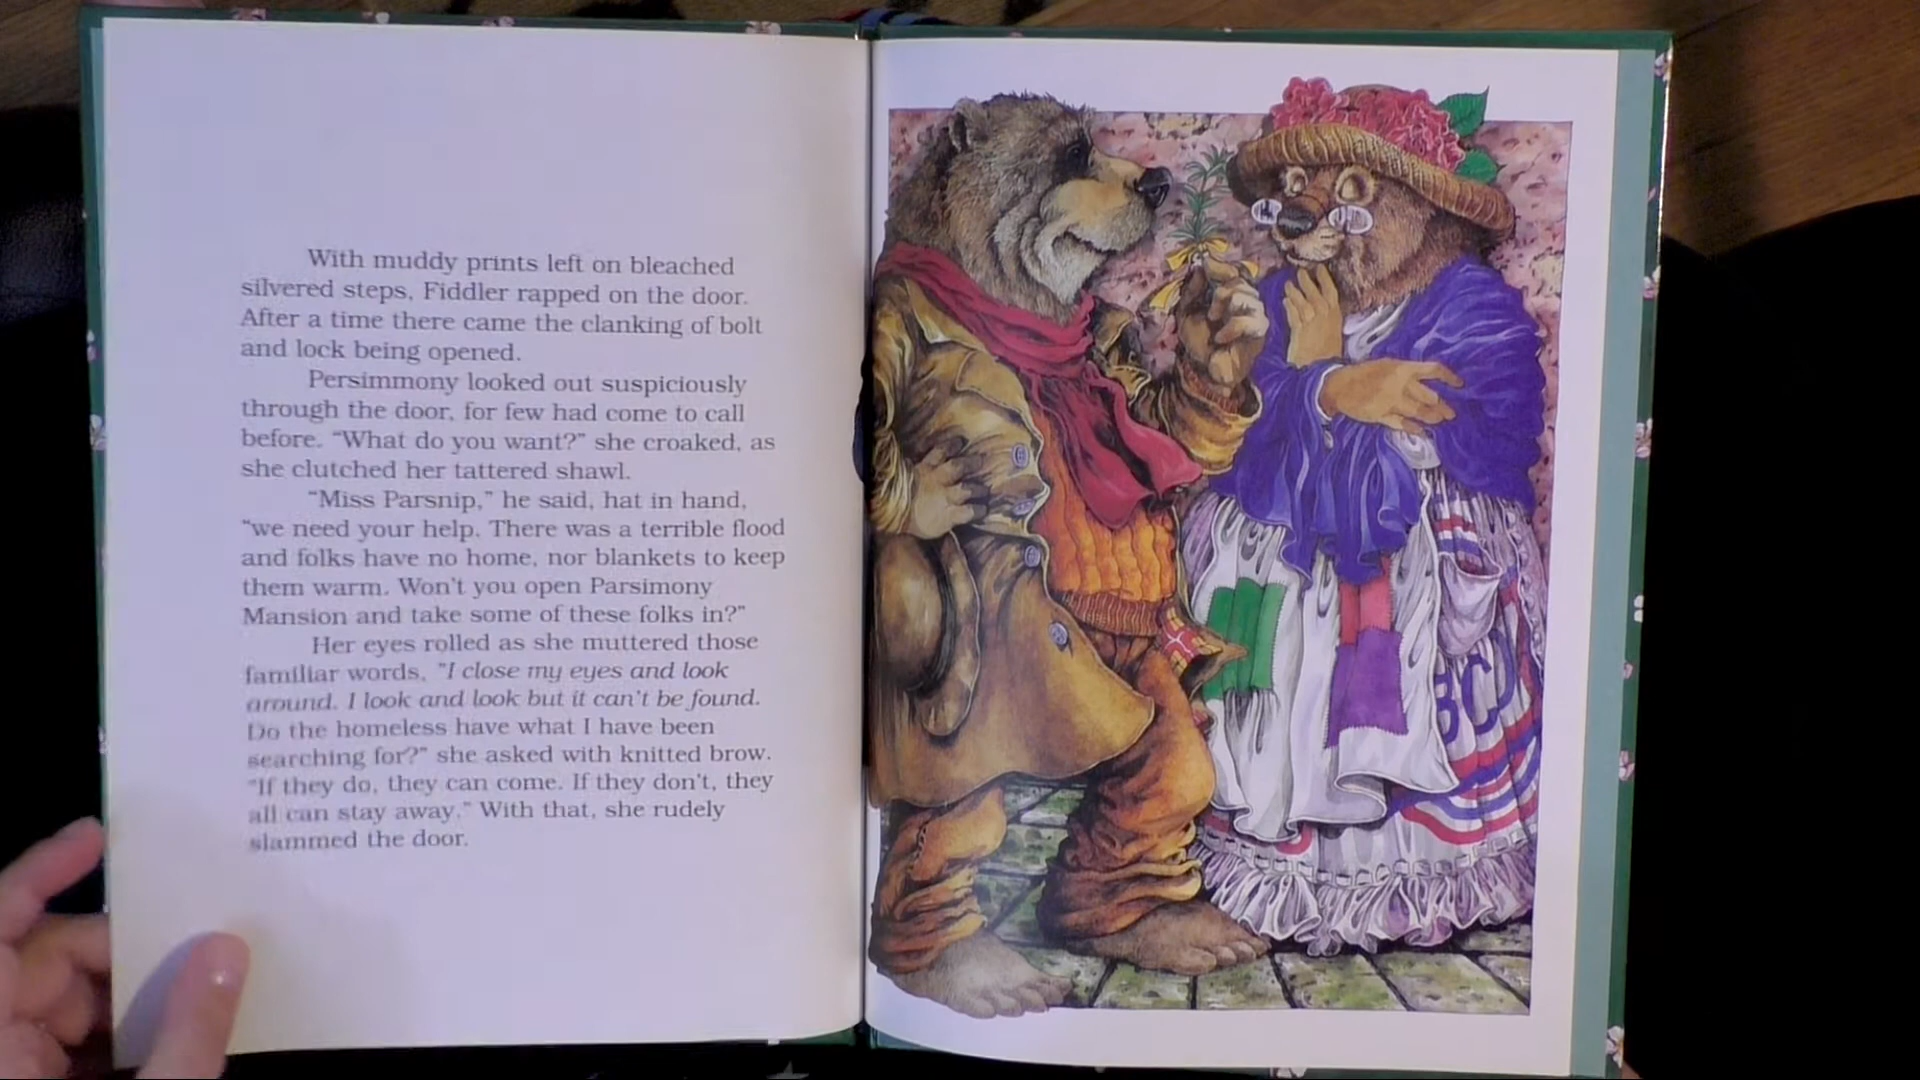 With muddy prints left on bleached
silvered steps, Fiddler rapped on the door.
After a time there came the clanking of bolt
and lock being opened.
Persimmony looked out suspiciously
through the door, for few had come to call
before. “What do you want?” she croaked, as
she clutched her tattered shawl.
“Miss Parsnip,” he said, hat in hand,
“we need your help. There was a terrible flood
and folks have no home, nor blankets to keep
them warm. Won’t you open Parsimony
Mansion and take some of these folks in?”
Her eyes rolled as she muttered those
familiar words, “I close my eyes and look
around. I look and look but it can’t be found.
Do the homeless have what I have been
searching for?” she asked with knitted brow.
“If they do, they can come. If they don’t, they
all can stay away.” With that, she rudely
slammed the door.
BCD